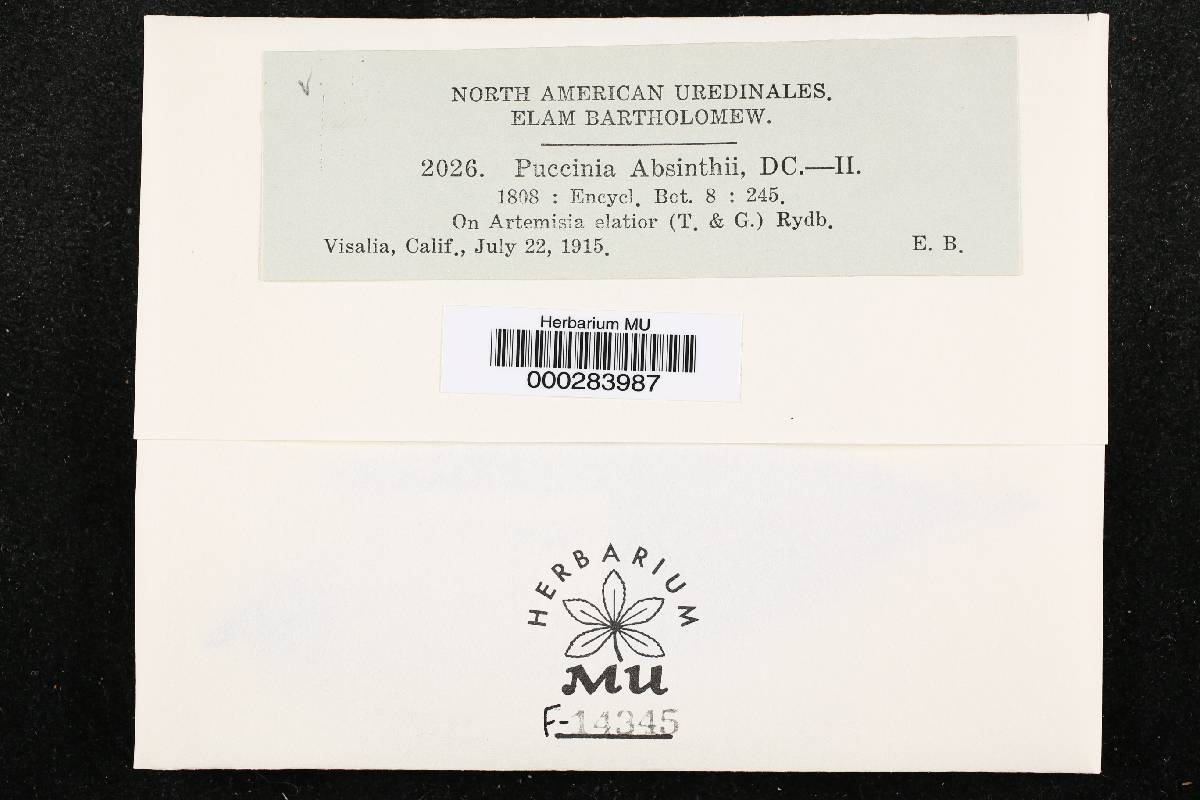 NORTH AMERICAN UREDINALES.
ELAM BARTHOLOMEW.
2026. Puccinia Absinthii, DC.—II.
1808 : Encycl. Bot. 8 : 245.
On Artemisia elatior (T. & G.) Rydb.
Visalia, Calif., July 22, 1915. E. B.
Herbarium MU
000283987
HERBARIUM
MU
F-14345